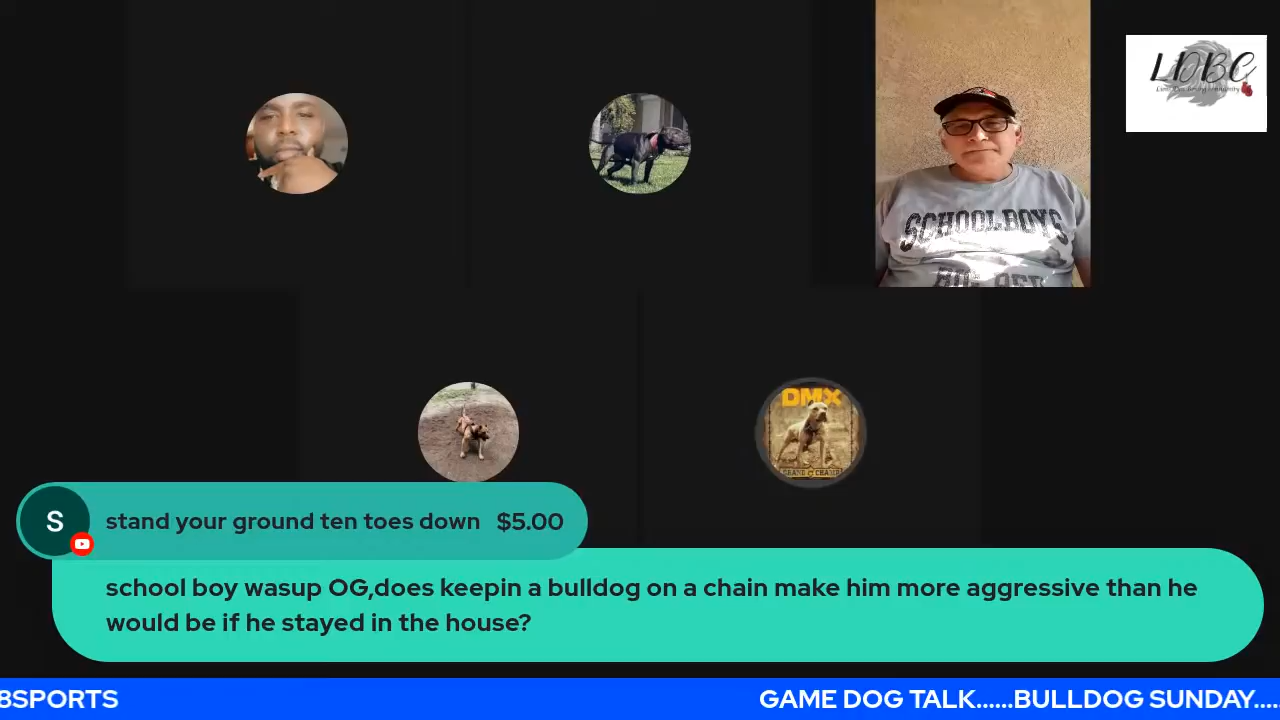 LDBC
SCHOOLBOYS
DMX
S
stand your ground ten toes down $5.00
school boy wasup OG,does keepin a bulldog on a chain make him more aggressive than he
would be if he stayed in the house?
8SPORTS
GAME DOG TALK......BULLDOG SUNDAY....